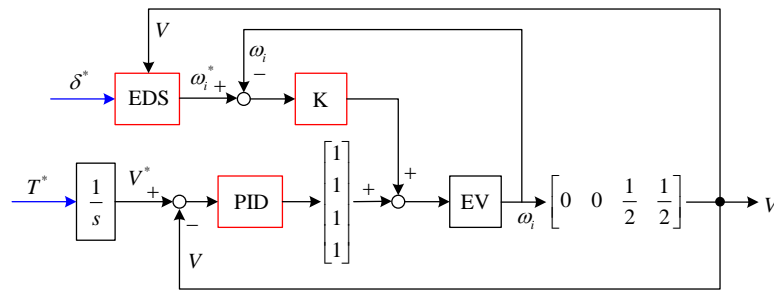 V
ω_i
δ*
EDS
ω_i*
+
−
K
+
T*
1/s
V*
+
−
PID
[1 1 1 1]
+
EV
ω_i
[0 0 1/2 1/2]
V
V